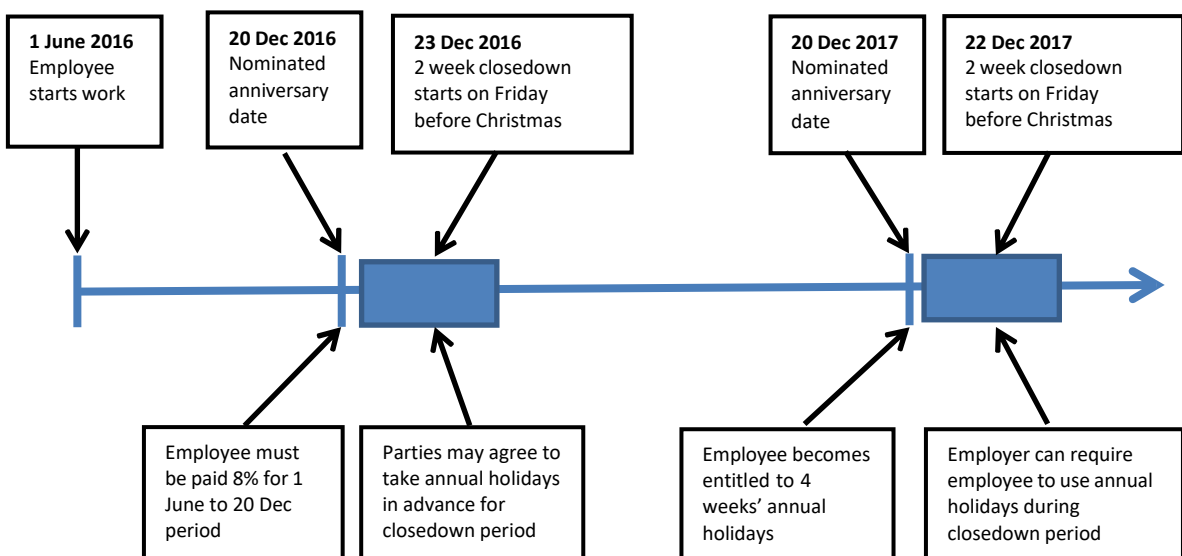 1 June 2016
Employee
starts work
20 Dec 2016
Nominated
anniversary
date
23 Dec 2016
2 week closedown
starts on Friday
before Christmas
20 Dec 2017
Nominated
anniversary
date
22 Dec 2017
2 week closedown
starts on Friday
before Christmas
Employee must
be paid 8% for 1
June to 20 Dec
period
Parties may agree to
take annual holidays
in advance for
closedown period
Employee becomes
entitled to 4
weeks’ annual
holidays
Employer can require
employee to use annual
holidays during
closedown period